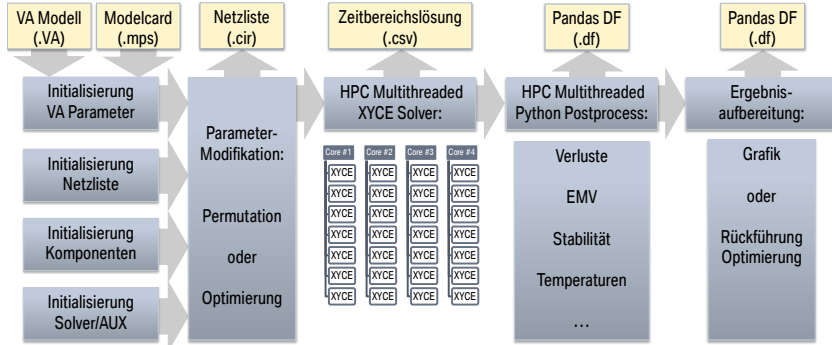 VA Modell
(.VA)
Modelcard
(.mps)
Netzliste
(.cir)
Zeitbereichslösung
(.csv)
Pandas DF
(.df)
Pandas DF
(.df)
Initialisierung
VA Parameter
Initialisierung
Netzliste
Initialisierung
Komponenten
Initialisierung
Solver/AUX
Parameter-
Modifikation:
Permutation
oder
Optimierung
HPC Multithreaded
XYCE Solver:
Core #1
XYCE
XYCE
XYCE
XYCE
XYCE
XYCE
XYCE
Core #2
XYCE
XYCE
XYCE
XYCE
XYCE
XYCE
XYCE
Core #3
XYCE
XYCE
XYCE
XYCE
XYCE
XYCE
XYCE
Core #4
XYCE
XYCE
XYCE
XYCE
XYCE
XYCE
XYCE
HPC Multithreaded
Python Postprocess:
Verluste
EMV
Stabilität
Temperaturen
…
Ergebnis-
aufbereitung:
Grafik
oder
Rückführung
Optimierung